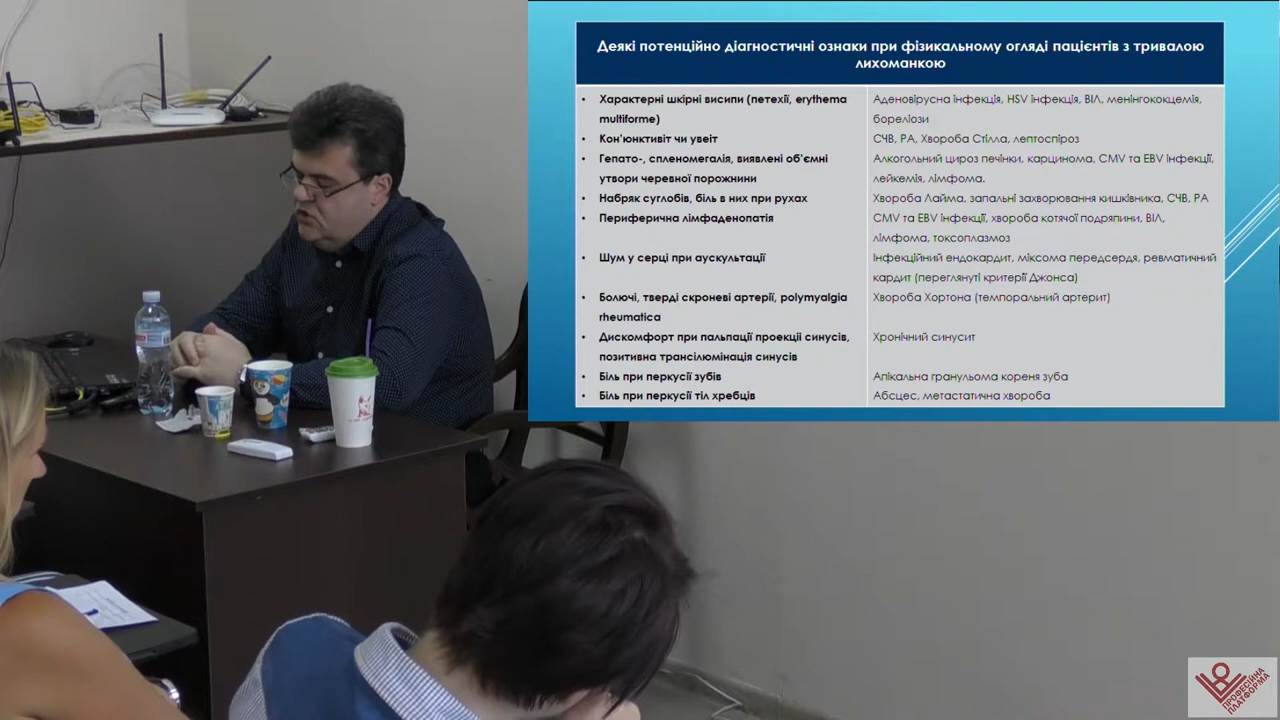 Деякі потенційно діагностичні ознаки при фізикальному огляді пацієнтів з тривалою
лихоманкою
• Характерні шкірні висипи (петехії, erythema
multiforme)
Аденовірусна інфекція, HSV інфекція, ВІЛ, менінгококцемія,
бореліози
• Кон'юнктивіт чи увеїт
СЧВ, РА, Хвороба Стілла, лептоспіроз
• Гепато-, спленомегалія, виявлені об'ємні
утвори черевної порожнини
Алкогольний цироз печінки, карцинома, CMV та EBV інфекції,
лейкемія, лімфома.
• Набряк суглобів, біль в них при рухах
Хвороба Лайма, запальні захворювання кишківника, СЧВ, РА
• Периферична лімфаденопатія
CMV та EBV інфекції, хвороба котячої подряпини, ВІЛ,
лімфома, токсоплазмоз
• Шум у серці при аускультації
Інфекційний ендокардит, міксома передсердя, ревматичний
кардит (переглянуті критерії Джонса)
• Болючі, тверді скроневі артерії, polymyalgia
rheumatica
Хвороба Хортона (темпоральний артерит)
• Дискомфорт при пальпації проекціі синусів,
позитивна трансілюмінація синусів
Хронічний синусит
• Біль при перкусії зубів
Апікальна гранульома кореня зуба
• Біль при перкусії тіл хребців
Абсцес, метастатична хвороба
ПРОФЕСІЙНА
ПЛАТФОРМА